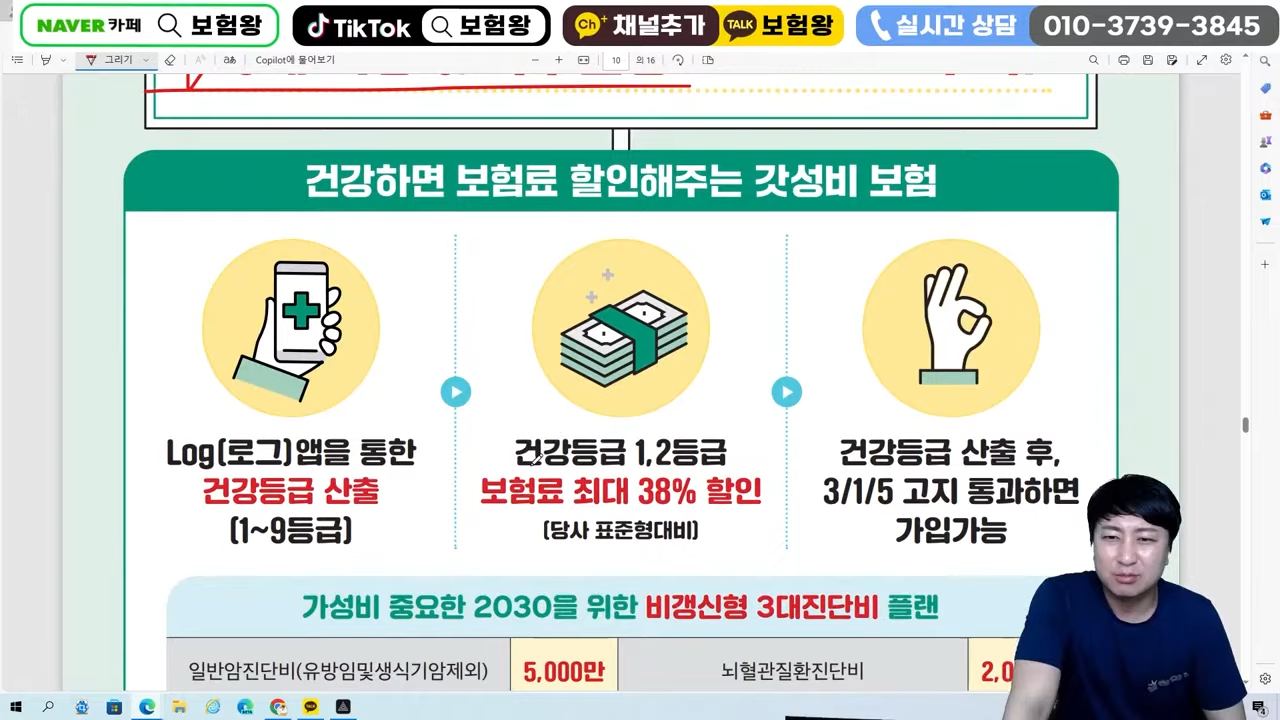 NAVER 카페 보험왕
TikTok 보험왕
Ch+ 채널추가 TALK 보험왕
실시간 상담 010-3739-3845
그리기
aあ
Copilot에 물어보기
10 의 16
건강하면 보험료 할인해주는 갓성비 보험
Log(로그)앱을 통한
건강등급 산출
(1~9등급)
건강등급 1,2등급
보험료 최대 38% 할인
(당사 표준형대비)
건강등급 산출 후,
3/1/5 고지 통과하면
가입가능
가성비 중요한 2030을 위한 비갱신형 3대진단비 플랜
일반암진단비(유방암및생식기암제외) 5,000만 뇌혈관질환진단비